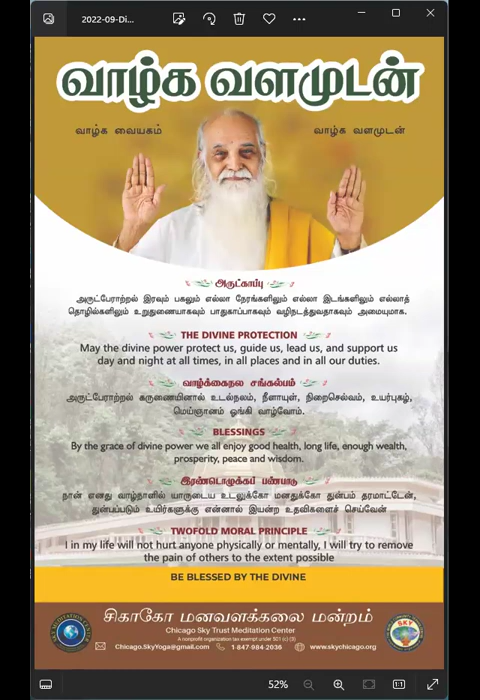 2022-09-Di...
வாழ்க வளமுடன்
வாழ்க வையகம்
வாழ்க வளமுடன்
அருட்காப்பு
அருட்பேராற்றல் இரவும் பகலும் எல்லா நேரங்களிலும் எல்லா இடங்களிலும் எல்லாத்
தொழில்களிலும் உறுதுணையாகவும் பாதுகாப்பாகவும் வழிநடத்துவதாகவும் அமையுமாக.
THE DIVINE PROTECTION
May the divine power protect us, guide us, lead us, and support us
day and night at all times, in all places and in all our duties.
வாழ்க்கைநல சங்கல்பம்
அருட்பேராற்றல் கருணையினால் உடல்நலம், நீளாயுள், நிறைசெல்வம், உயர்புகழ்,
மெய்ஞானம் ஓங்கி வாழ்வோம்.
BLESSINGS
By the grace of divine power we all enjoy good health, long life, enough wealth,
prosperity, peace and wisdom.
இரண்டொழுக்கப் பண்பாடு
நான் எனது வாழ்நாளில் யாருடைய உடலுக்கோ மனதுக்கோ துன்பம் தரமாட்டேன்,
துன்பப்படும் உயிர்களுக்கு என்னால் இயன்ற உதவிகளைச் செய்வேன்
TWOFOLD MORAL PRINCIPLE
I in my life will not hurt anyone physically or mentally, I will try to remove
the pain of others to the extent possible
BE BLESSED BY THE DIVINE
சிகாகோ மனவளக்கலை மன்றம்
Chicago Sky Trust Meditation Center
A nonprofit organization tax exempt under 501 (c) (3)
Chicago.SkyYoga@gmail.com 1-847-984-2036 www.skychicago.org
SKY
52%
1:1